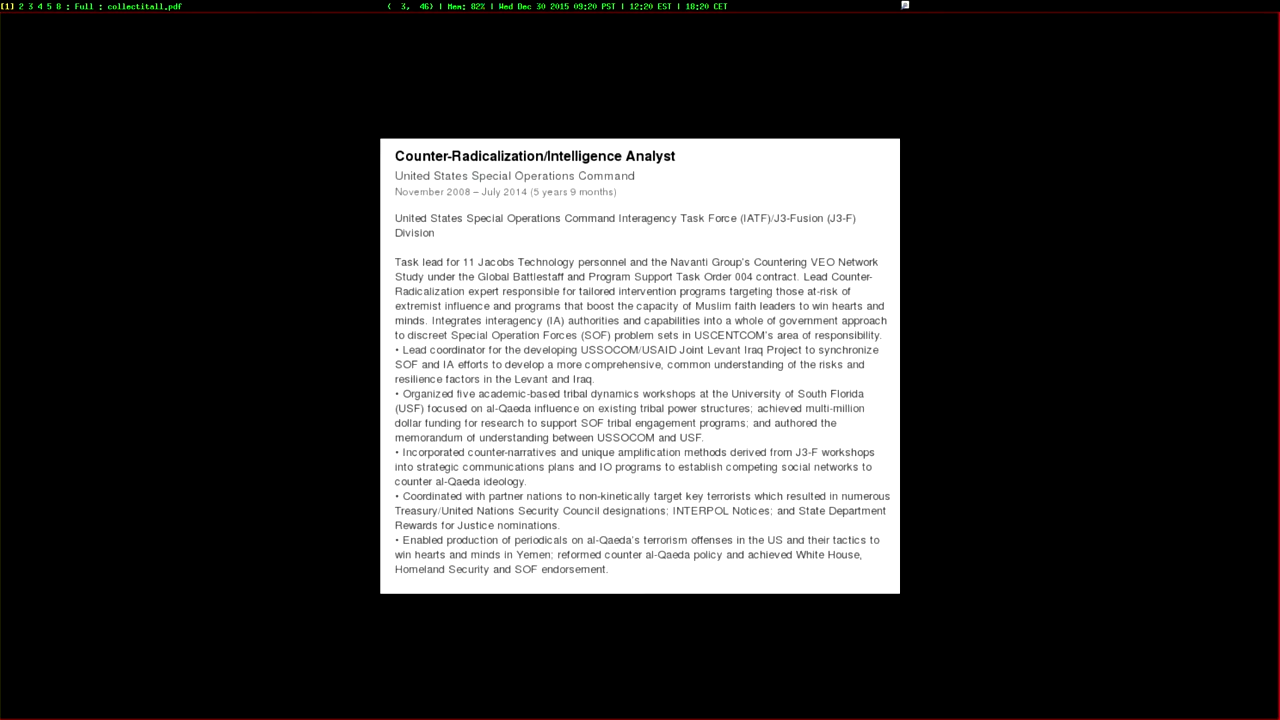 [1] 2 3 4 5 8 : Full : collectitall.pdf ( 3, 46) | Mem: 82% | Wed Dec 30 2015 09:20 PST | 12:20 EST | 18:20 CET
Counter-Radicalization/Intelligence Analyst
United States Special Operations Command
November 2008 – July 2014 (5 years 9 months)
United States Special Operations Command Interagency Task Force (IATF)/J3-Fusion (J3-F)
Division
Task lead for 11 Jacobs Technology personnel and the Navanti Group's Countering VEO Network
Study under the Global Battlestaff and Program Support Task Order 004 contract. Lead Counter-
Radicalization expert responsible for tailored intervention programs targeting those at-risk of
extremist influence and programs that boost the capacity of Muslim faith leaders to win hearts and
minds. Integrates interagency (IA) authorities and capabilities into a whole of government approach
to discreet Special Operation Forces (SOF) problem sets in USCENTCOM's area of responsibility.
• Lead coordinator for the developing USSOCOM/USAID Joint Levant Iraq Project to synchronize
SOF and IA efforts to develop a more comprehensive, common understanding of the risks and
resilience factors in the Levant and Iraq.
• Organized five academic-based tribal dynamics workshops at the University of South Florida
(USF) focused on al-Qaeda influence on existing tribal power structures; achieved multi-million
dollar funding for research to support SOF tribal engagement programs; and authored the
memorandum of understanding between USSOCOM and USF.
• Incorporated counter-narratives and unique amplification methods derived from J3-F workshops
into strategic communications plans and IO programs to establish competing social networks to
counter al-Qaeda ideology.
• Coordinated with partner nations to non-kinetically target key terrorists which resulted in numerous
Treasury/United Nations Security Council designations; INTERPOL Notices; and State Department
Rewards for Justice nominations.
• Enabled production of periodicals on al-Qaeda's terrorism offenses in the US and their tactics to
win hearts and minds in Yemen; reformed counter al-Qaeda policy and achieved White House,
Homeland Security and SOF endorsement.